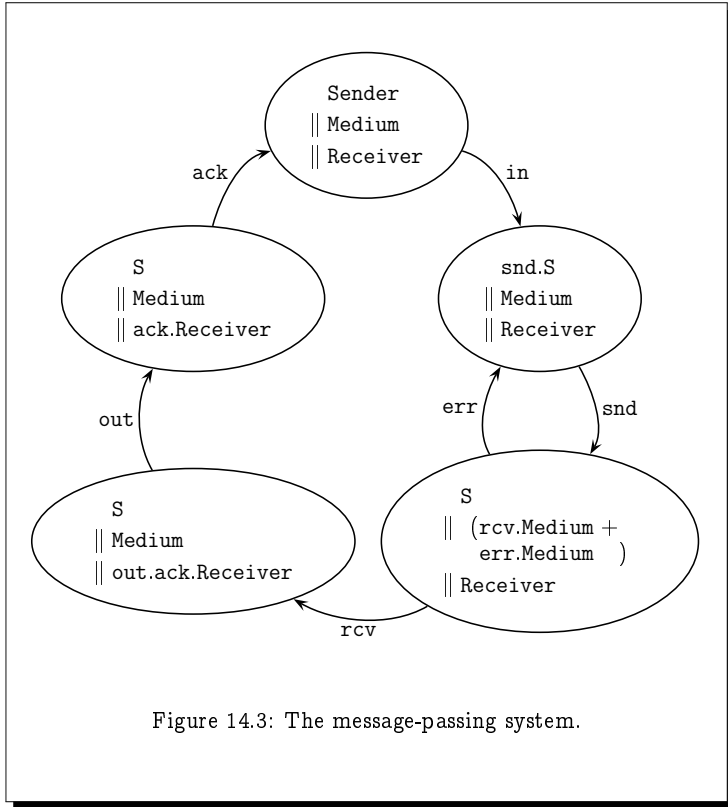 Sender
|| Medium
|| Receiver
ack
in
S
|| Medium
|| ack.Receiver
snd.S
|| Medium
|| Receiver
out
err
snd
S
|| Medium
|| out.ack.Receiver
S
|| (rcv.Medium +
err.Medium )
|| Receiver
rcv
Figure 14.3: The message-passing system.